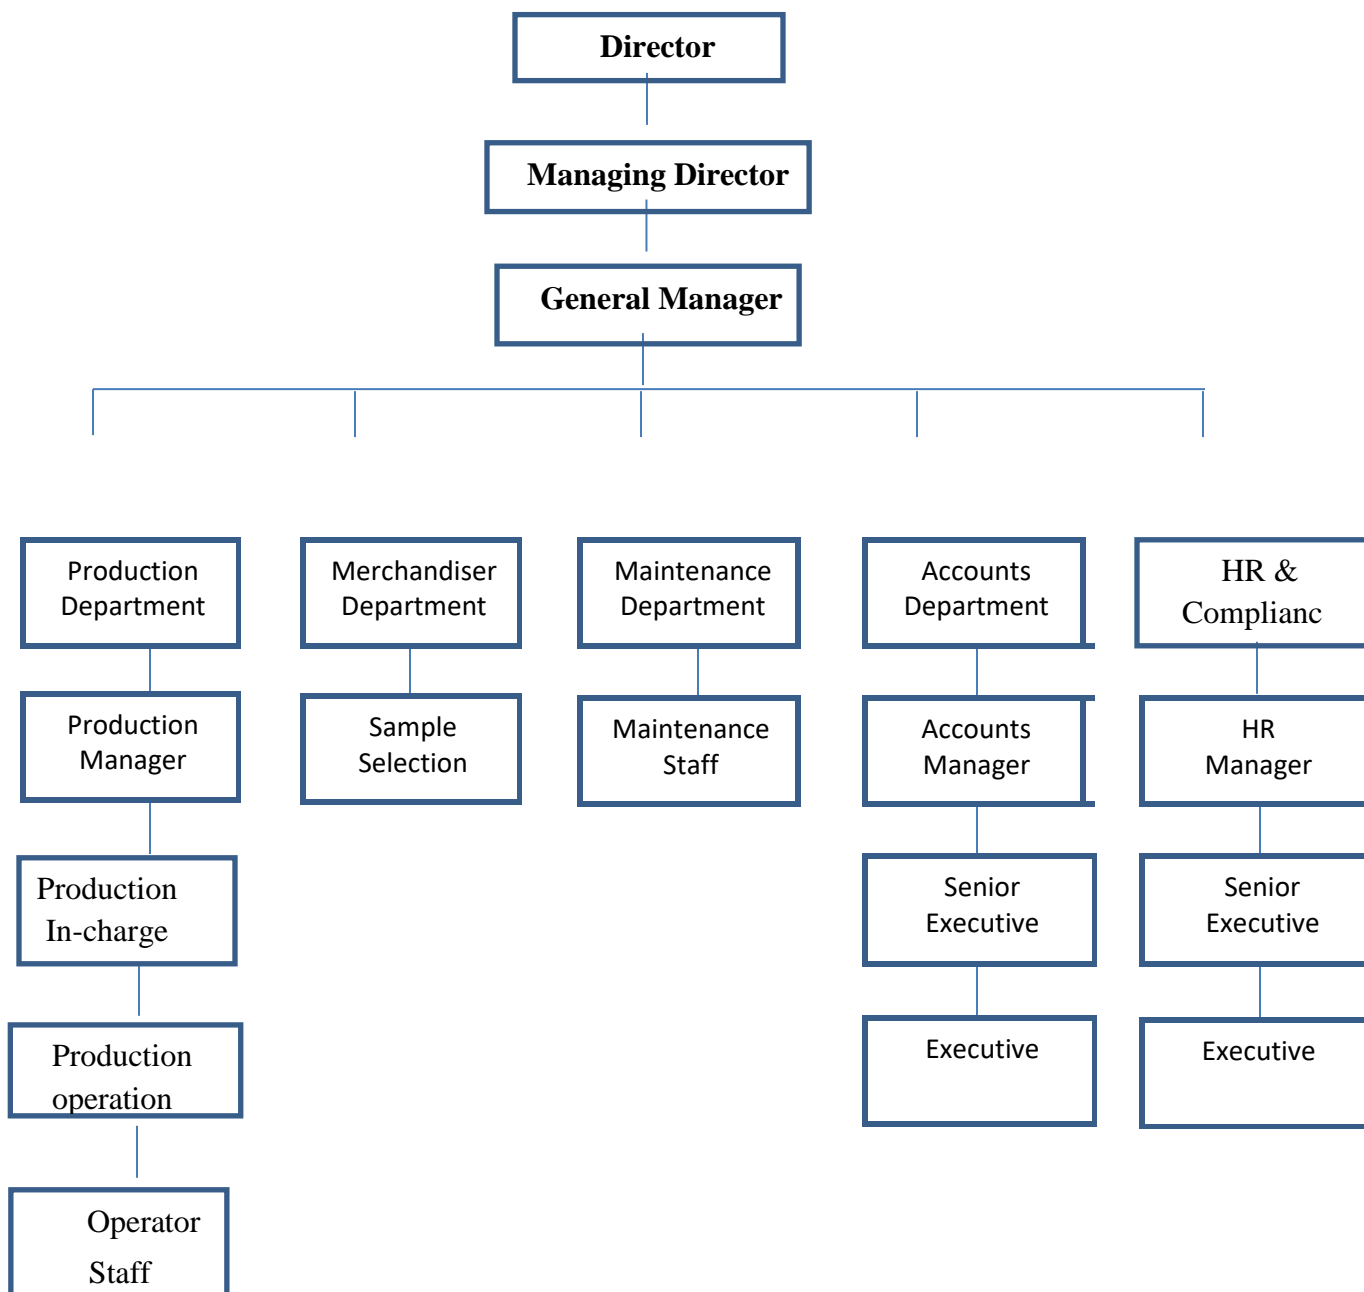 Director
Managing Director
General Manager
Production
Department
Merchandiser
Department
Maintenance
Department
Accounts
Department
HR &
Complianc
Production
Manager
Sample
Selection
Maintenance
Staff
Accounts
Manager
HR
Manager
Production
In-charge
Senior
Executive
Senior
Executive
Production
operation
Executive
Executive
Operator
Staff